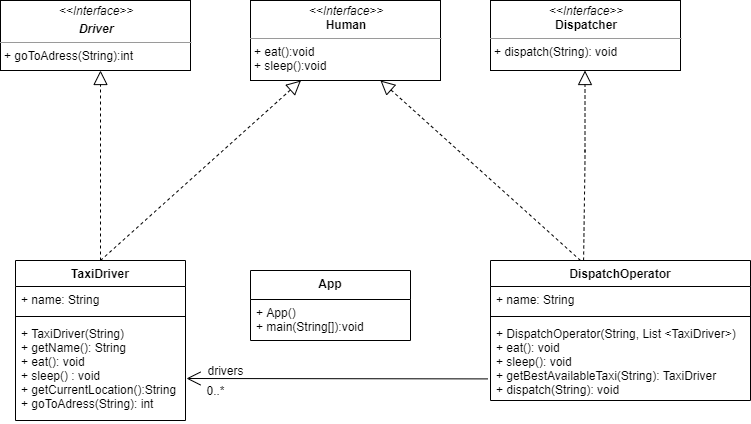 <<Interface>>
Driver
+ goToAdress(String):int
<<Interface>>
Human
+ eat():void
+ sleep():void
<<Interface>>
Dispatcher
+ dispatch(String): void
TaxiDriver
+ name: String
+ TaxiDriver(String)
+ getName(): String
+ eat(): void
+ sleep() : void
+ getCurrentLocation():String
+ goToAdress(String): int
App
+ App()
+ main(String[]):void
DispatchOperator
+ name: String
+ DispatchOperator(String, List <TaxiDriver>)
+ eat(): void
+ sleep(): void
+ getBestAvailableTaxi(String): TaxiDriver
+ dispatch(String): void
drivers
0..*